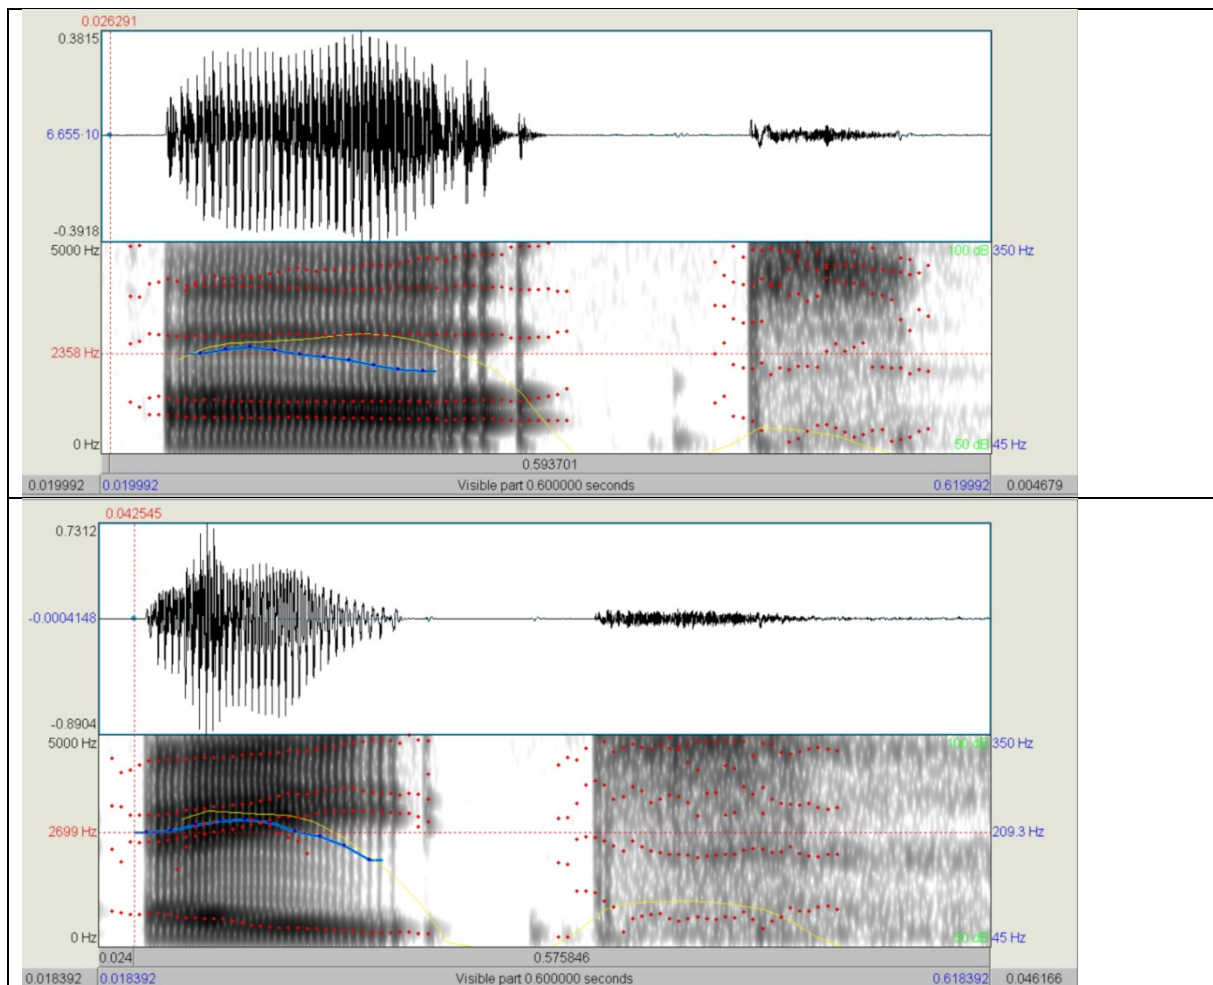 0.026291
0.3815
6.655·10
-0.3918
5000 Hz 100 dB 350 Hz
2358 Hz
0 Hz 50 dB 45 Hz
0.593701
0.019992 0.019992 Visible part 0.600000 seconds 0.619992 0.004679
0.042545
0.7312
-0.0004148
-0.8904
5000 Hz 100 dB 350 Hz
2699 Hz 209.3 Hz
0 Hz 50 dB 45 Hz
0.024 0.575846
0.018392 0.018392 Visible part 0.600000 seconds 0.618392 0.046166